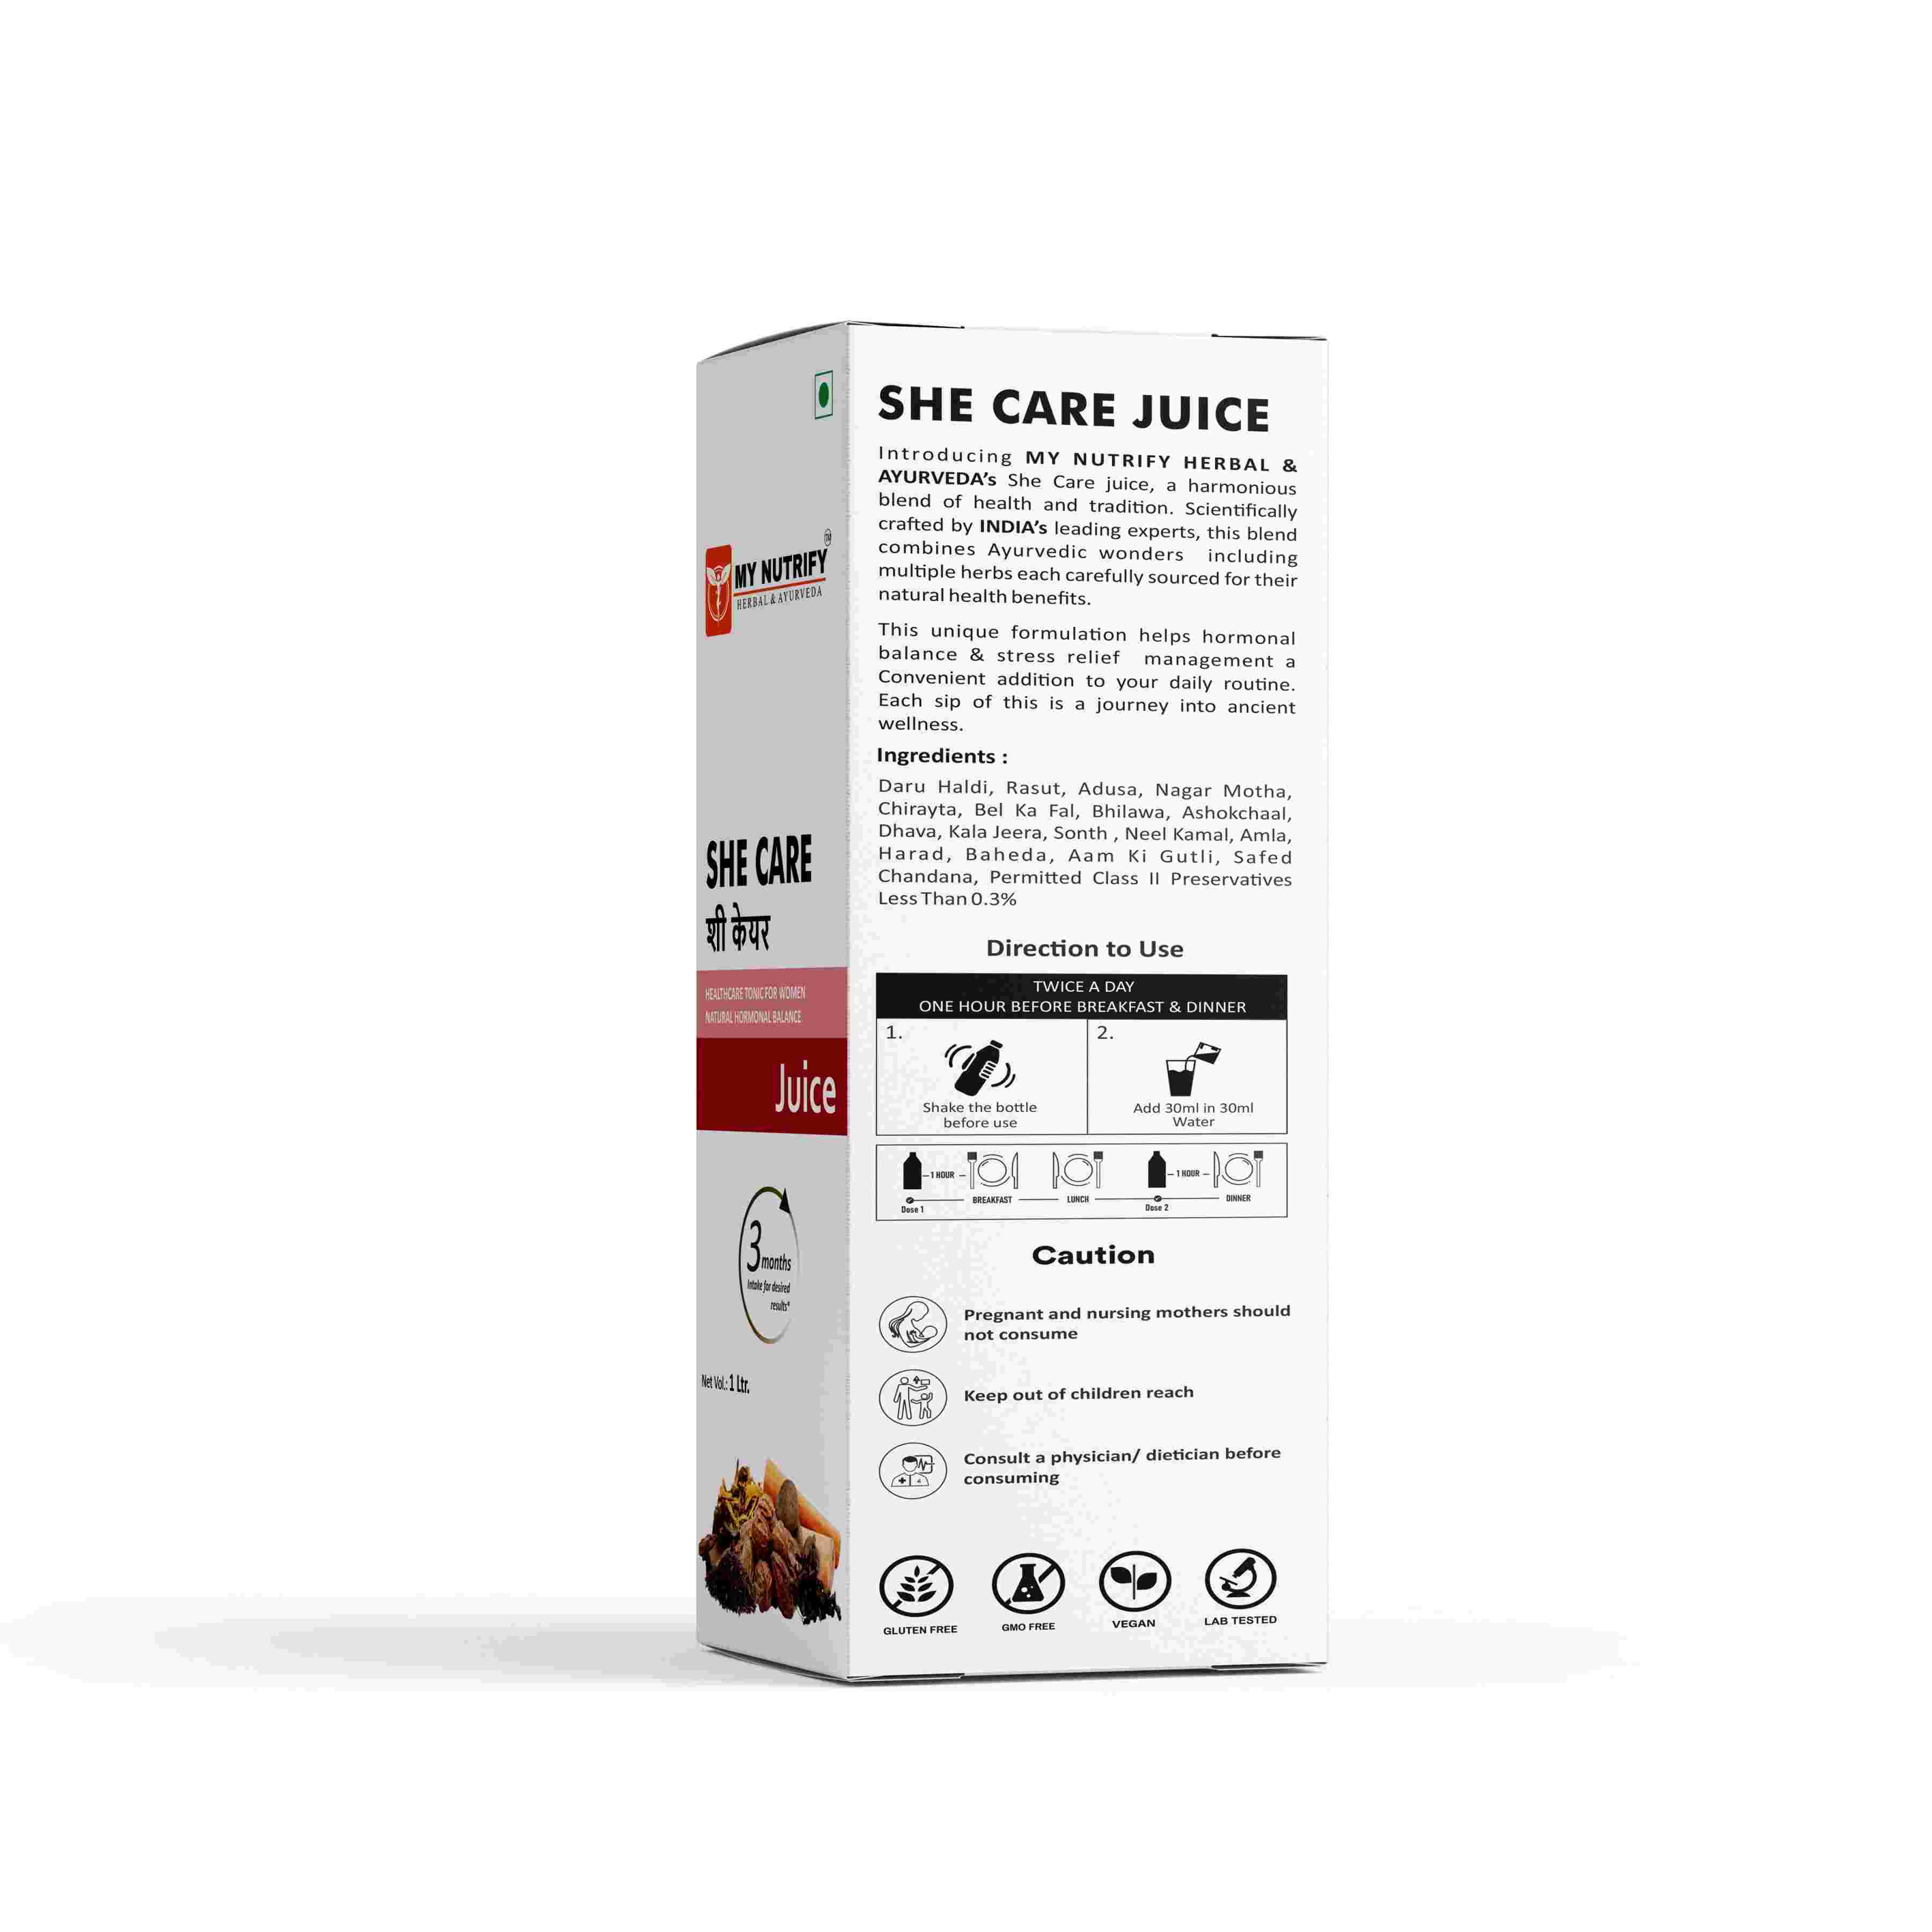 MY NUTRIFY
TM
HERBAL & AYURVEDA
SHE CARE
शी केयर
HEALTHCARE TONIC FOR WOMEN
NATURAL HORMONAL BALANCE
Juice
3 months
Intake for desired
results*
Net Vol.: 1 Ltr.
SHE CARE JUICE
Introducing MY NUTRIFY HERBAL &
AYURVEDA's She Care juice, a harmonious
blend of health and tradition. Scientifically
crafted by INDIA's leading experts, this blend
combines Ayurvedic wonders including
multiple herbs each carefully sourced for their
natural health benefits.
This unique formulation helps hormonal
balance & stress relief management a
Convenient addition to your daily routine.
Each sip of this is a journey into ancient
wellness.
Ingredients :
Daru Haldi, Rasut, Adusa, Nagar Motha,
Chirayta, Bel Ka Fal, Bhilawa, Ashokchaal,
Dhava, Kala Jeera, Sonth , Neel Kamal, Amla,
Harad, Baheda, Aam Ki Gutli, Safed
Chandana, Permitted Class II Preservatives
Less Than 0.3%
Direction to Use
TWICE A DAY
ONE HOUR BEFORE BREAKFAST & DINNER
1.
Shake the bottle
before use
2.
Add 30ml in 30ml
Water
1 HOUR
1 HOUR
BREAKFAST
LUNCH
DINNER
Dose 1
Dose 2
Caution
Pregnant and nursing mothers should
not consume
Keep out of children reach
Consult a physician/ dietician before
consuming
GLUTEN FREE
GMO FREE
VEGAN
LAB TESTED